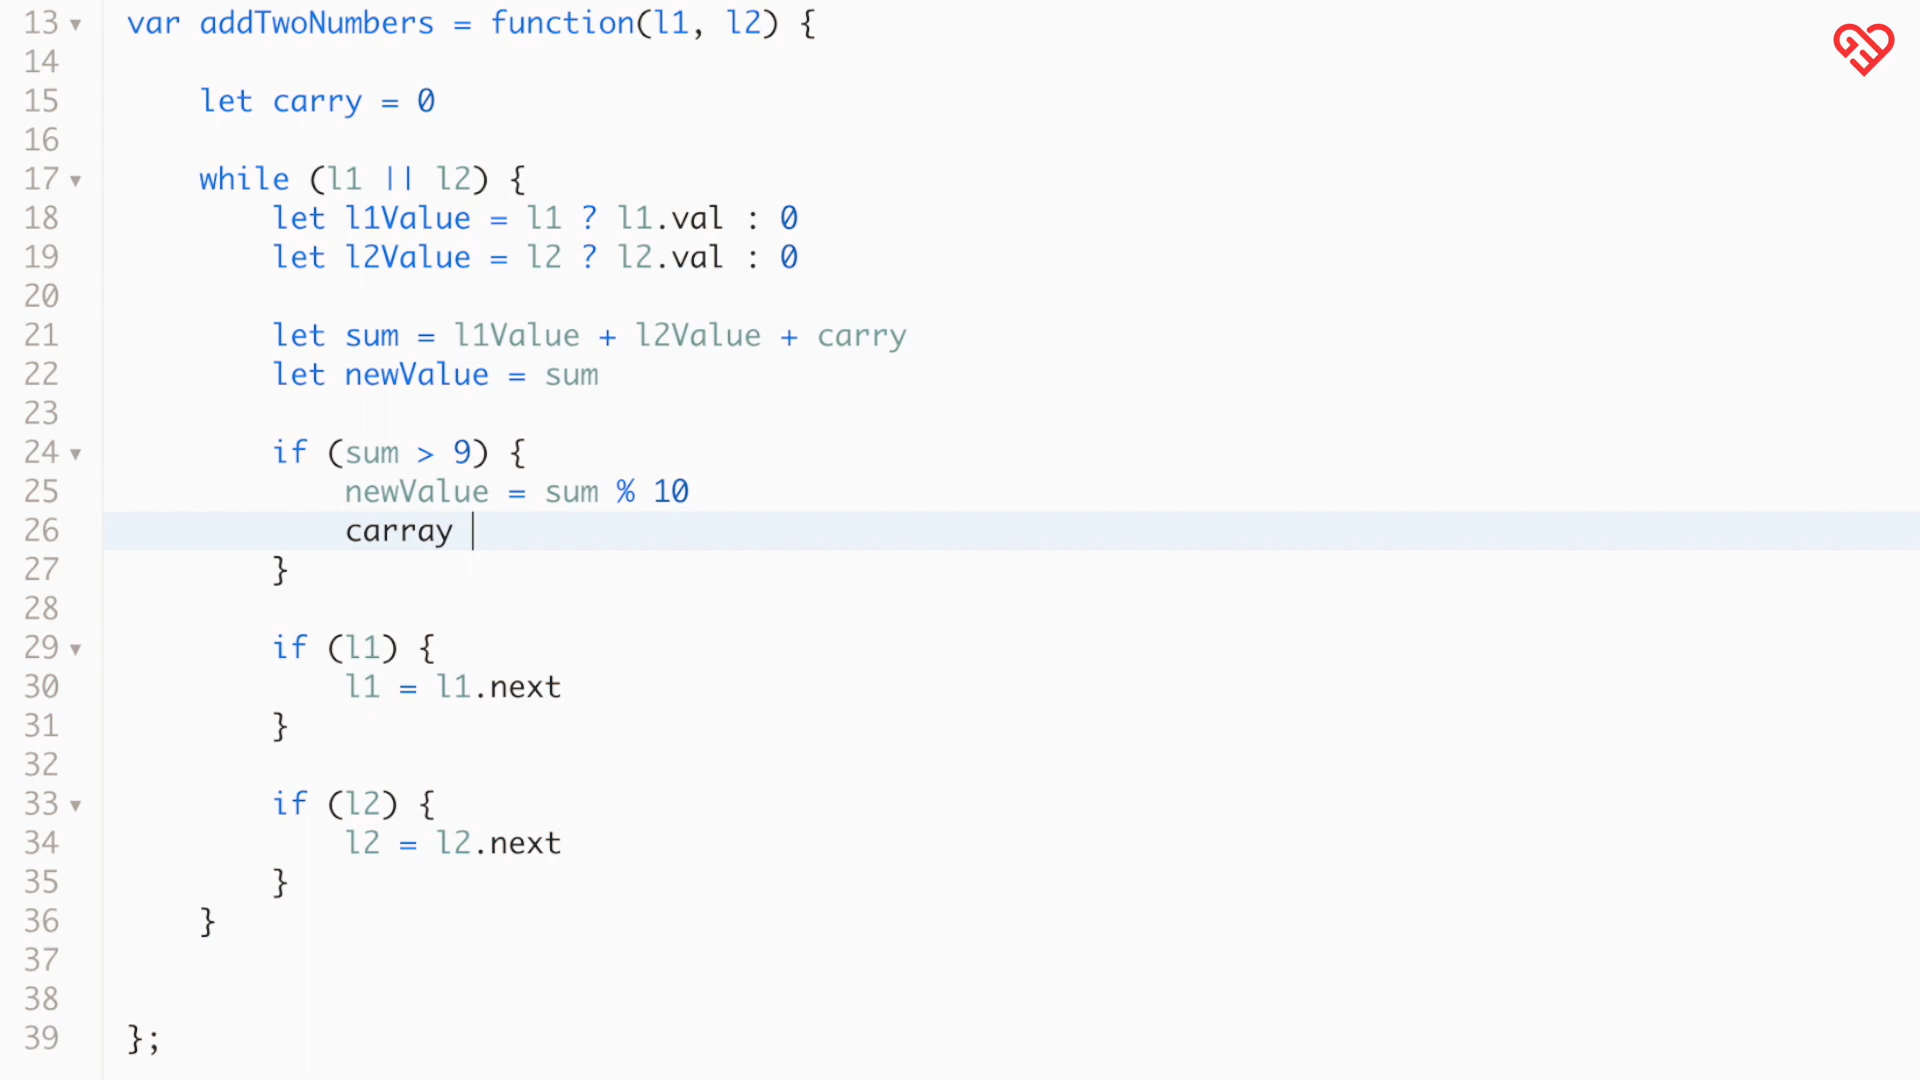 13 var addTwoNumbers = function(l1, l2) {
14
15 let carry = 0
16
17 while (l1 || l2) {
18 let l1Value = l1 ? l1.val : 0
19 let l2Value = l2 ? l2.val : 0
20
21 let sum = l1Value + l2Value + carry
22 let newValue = sum
23
24 if (sum > 9) {
25 newValue = sum % 10
26 carray
27 }
28
29 if (l1) {
30 l1 = l1.next
31 }
32
33 if (l2) {
34 l2 = l2.next
35 }
36 }
37
38
39 };